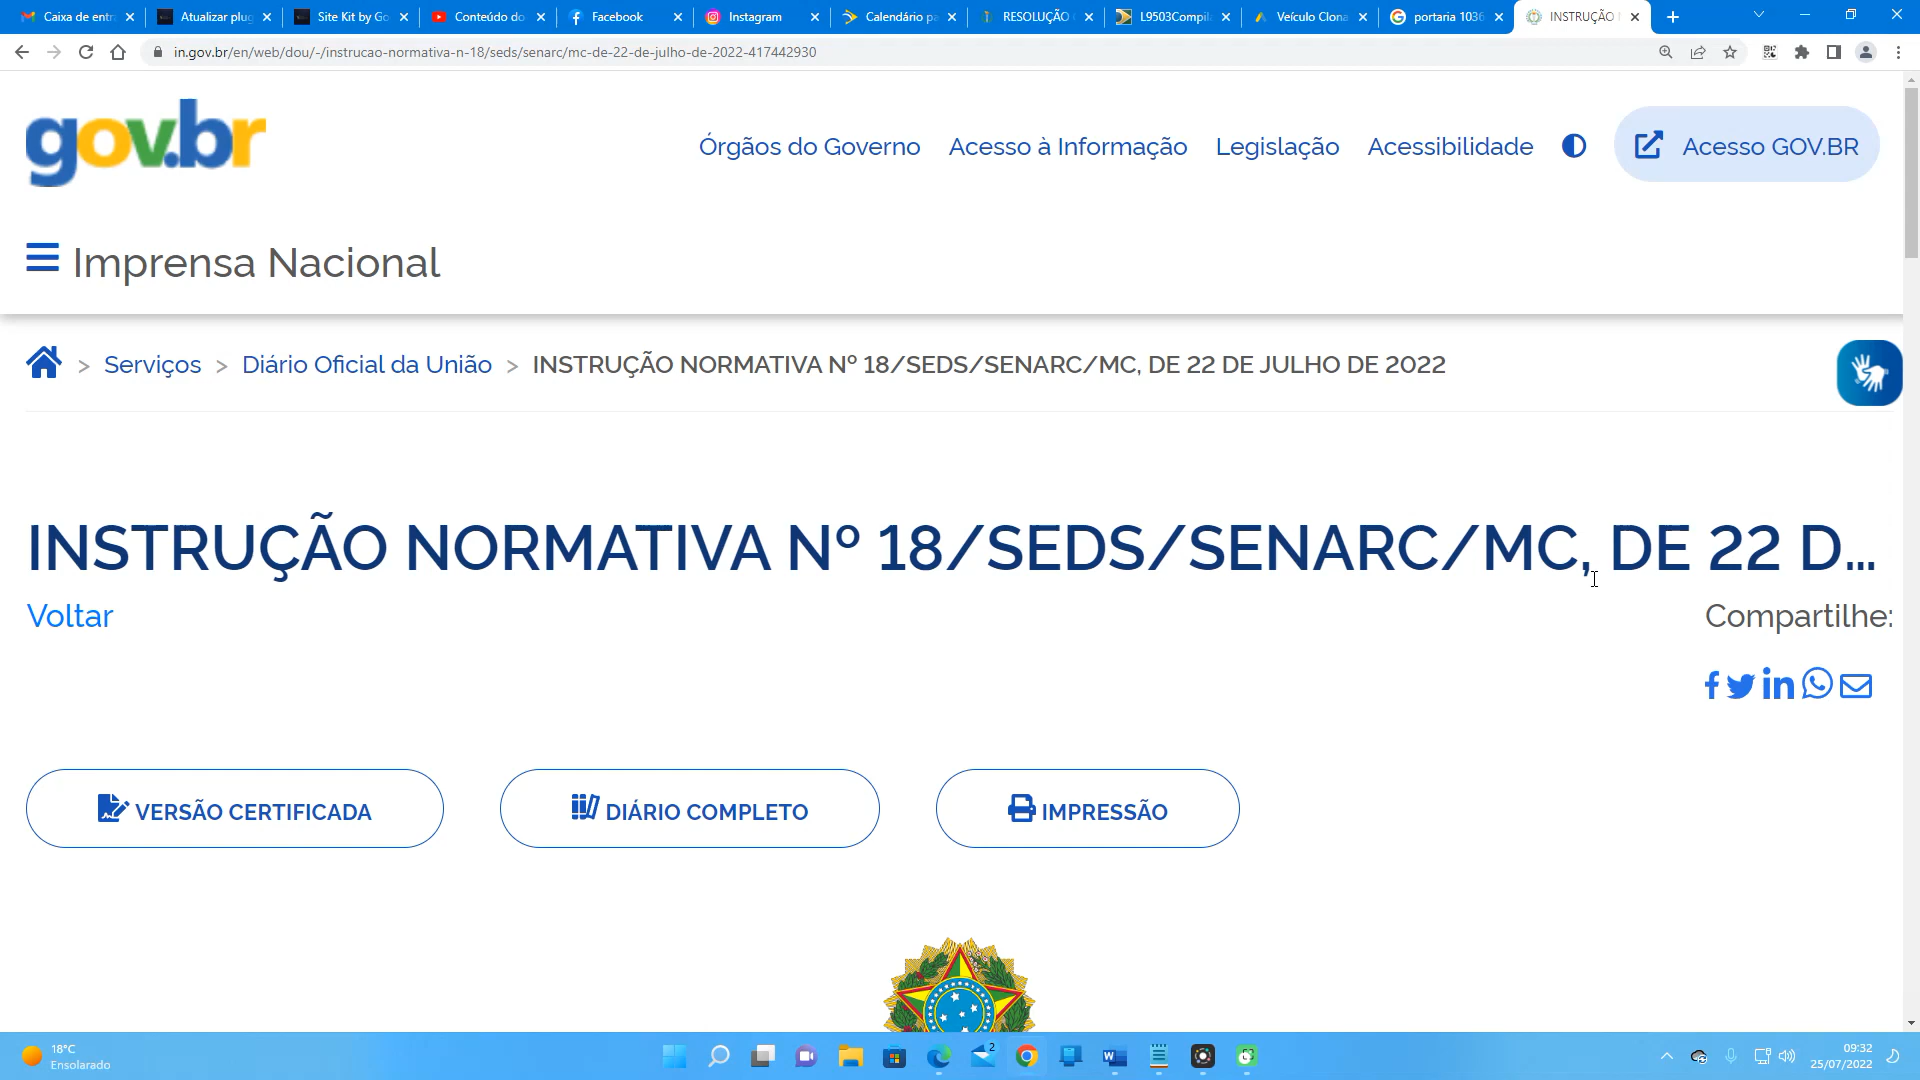 Caixa de entr
Atualizar plug
Site Kit by Go
Conteúdo do
Facebook
Instagram
Calendário pa
RESOLUÇÃO
L9503Compil
Veículo Clona
portaria 1036
INSTRUÇÃO
in.gov.br/en/web/dou/-/instrucao-normativa-n-18/seds/senarc/mc-de-22-de-julho-de-2022-417442930
gov.br
Órgãos do Governo
Acesso à Informação
Legislação
Acessibilidade
Acesso GOV.BR
Imprensa Nacional
> Serviços > Diário Oficial da União > INSTRUÇÃO NORMATIVA Nº 18/SEDS/SENARC/MC, DE 22 DE JULHO DE 2022
INSTRUÇÃO NORMATIVA Nº 18/SEDS/SENARC/MC, DE 22 D...
Voltar
Compartilhe:
VERSÃO CERTIFICADA
DIÁRIO COMPLETO
IMPRESSÃO
18°C
Ensolarado
2
09:32
25/07/2022